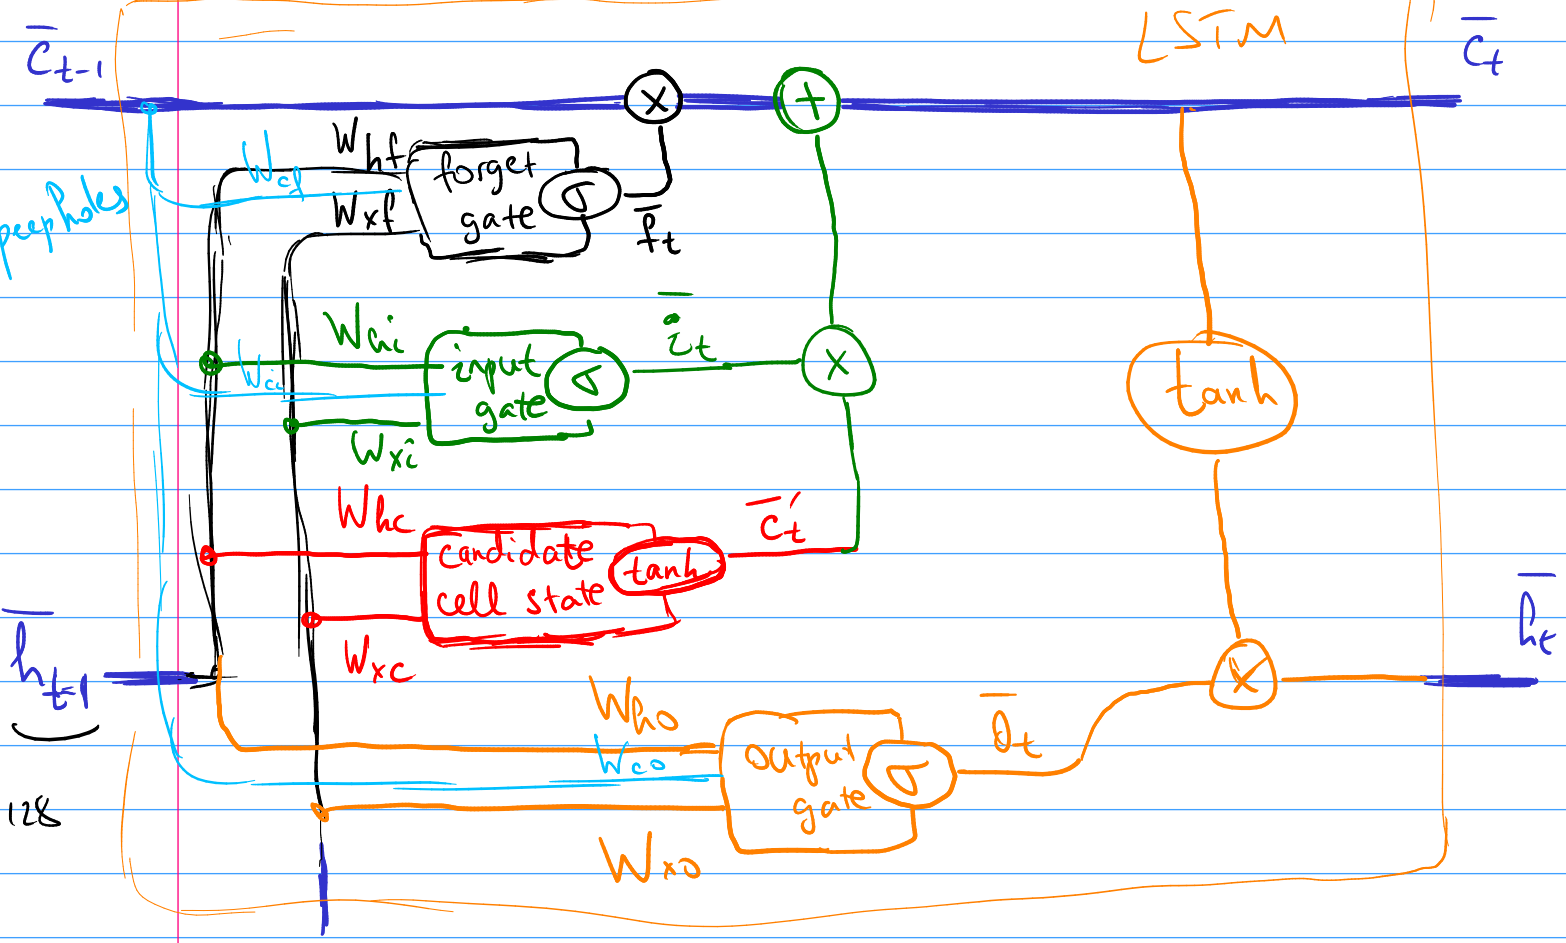 LSTM
c̄t-1
c̄t
×
+
Whf
Wcf
forget
gate
σ
Wxf
f̄t
peepholes
Whi
īt
Wci
input
gate
σ
×
Wxi
tanh
Whc
c̄t'
candidate
cell state
tanh
Wxc
h̄t-1
h̄t
×
Who
ōt
Wco
output
gate
σ
128
Wxo